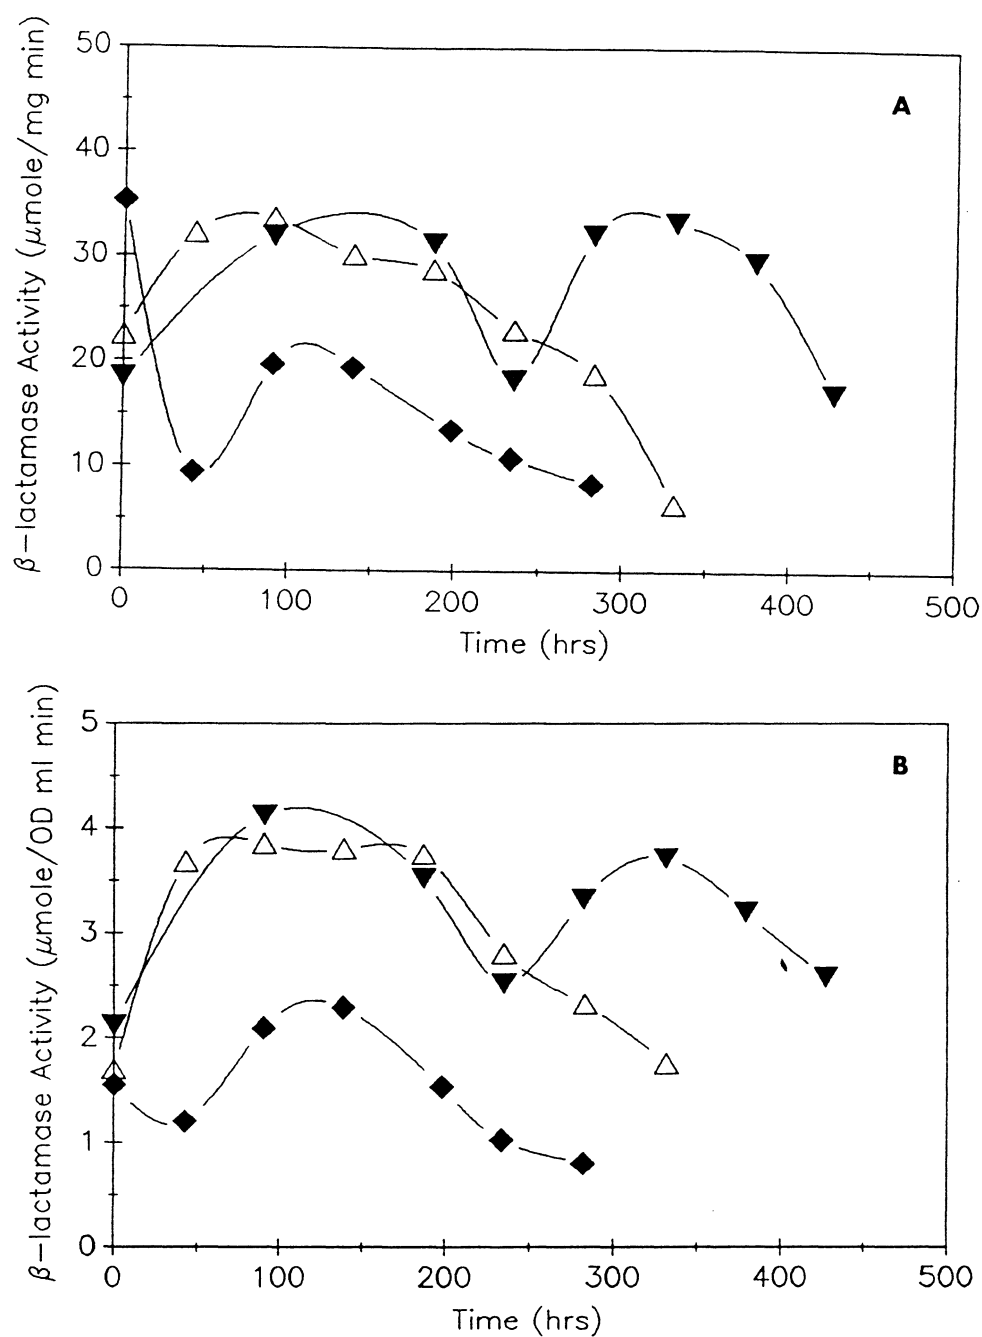 β-lactamase Activity (μmole/mg min)
50
40
30
20
10
0
A
0 100 200 300 400 500
Time (hrs)
β-lactamase Activity (μmole/OD ml min)
5
4
3
2
1
0
B
0 100 200 300 400 500
Time (hrs)